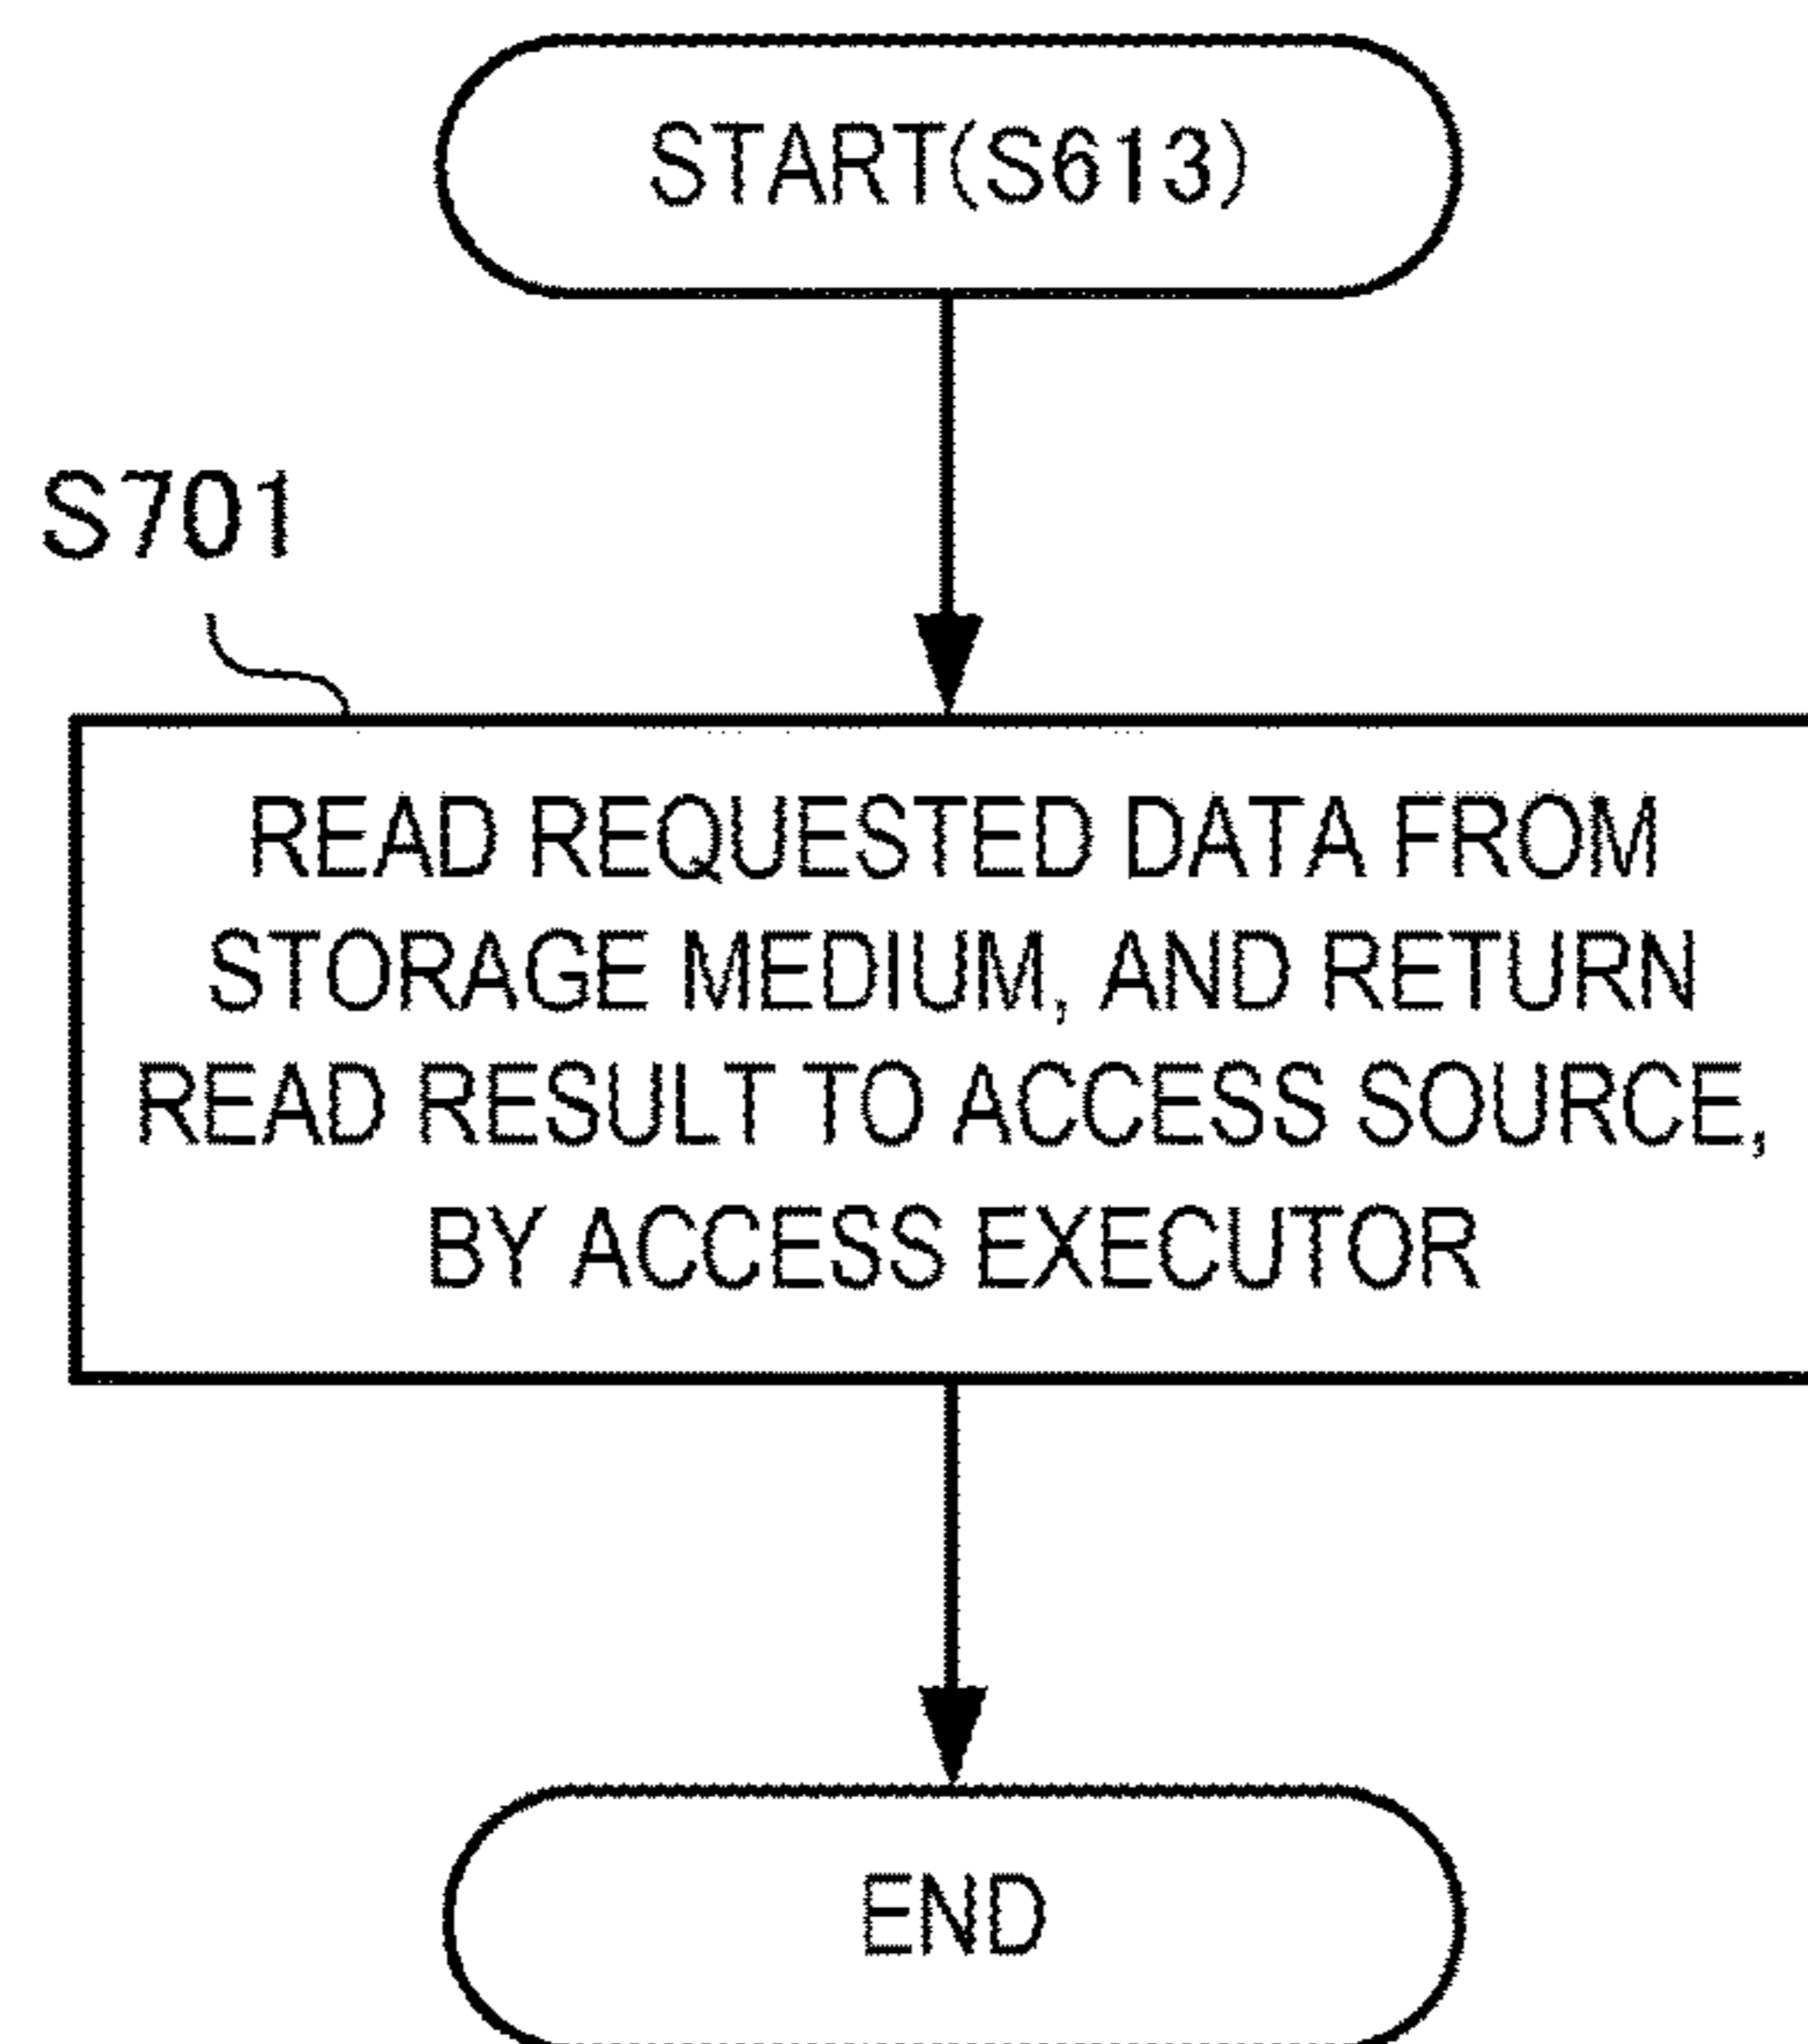 START(S613)
S701
READ REQUESTED DATA FROM
STORAGE MEDIUM, AND RETURN
READ RESULT TO ACCESS SOURCE,
BY ACCESS EXECUTOR
END